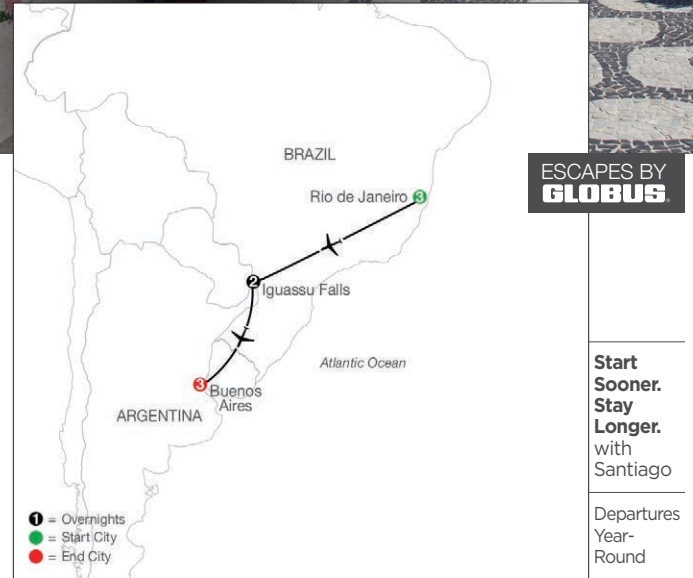 BRAZIL
ESCAPES BY
GLOBUS®
Rio de Janeiro 3
2
Iguassu Falls
Atlantic Ocean
3
Buenos
Aires
ARGENTINA
1 = Overnights
= Start City
= End City
Start
Sooner.
Stay
Longer.
with
Santiago
Departures
Year-
Round